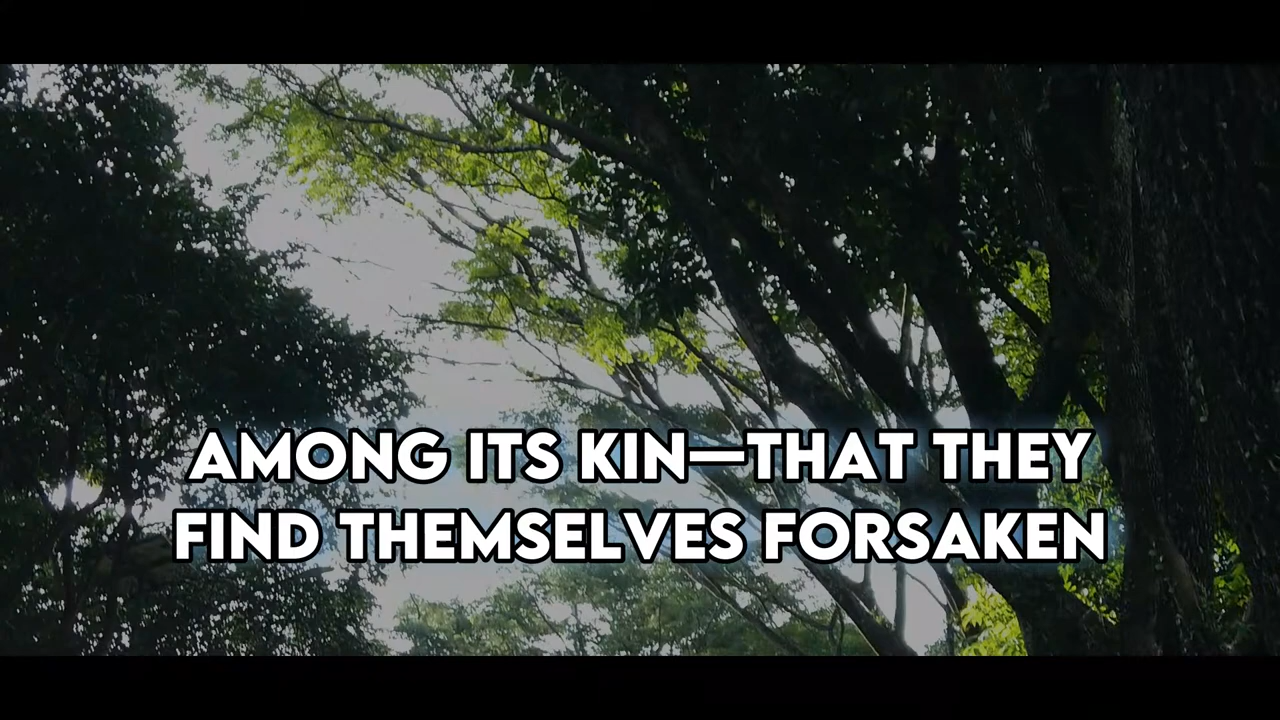 AMONG ITS KIN—THAT THEY
FIND THEMSELVES FORSAKEN